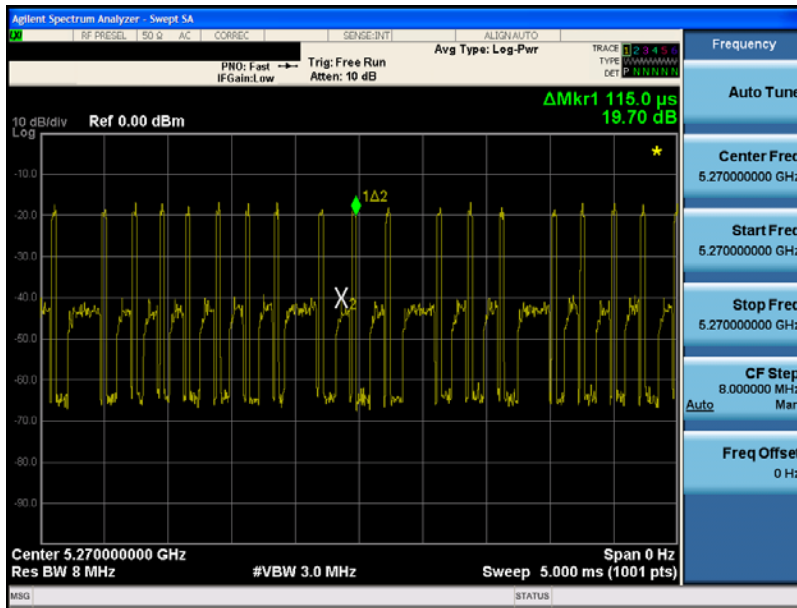 Agilent Spectrum Analyzer - Swept SA
LXI RF PRESEL 50 Ω AC CORREC SENSE:INT ALIGNAUTO
Avg Type: Log-Pwr
TRACE 1 2 3 4 5 6
TYPE
DET P N N N N N
PNO: Fast
IFGain:Low
Trig: Free Run
Atten: 10 dB
ΔMkr1 115.0 µs
19.70 dB
10 dB/div
Log
Ref 0.00 dBm
*
1Δ2
X2
-10.0
-20.0
-30.0
-40.0
-50.0
-60.0
-70.0
-80.0
-90.0
Center 5.270000000 GHz
Span 0 Hz
Res BW 8 MHz
#VBW 3.0 MHz
Sweep 5.000 ms (1001 pts)
MSG
STATUS
Frequency
Auto Tune
Center Freq
5.270000000 GHz
Start Freq
5.270000000 GHz
Stop Freq
5.270000000 GHz
CF Step
8.000000 MHz
Auto Man
Freq Offset
0 Hz